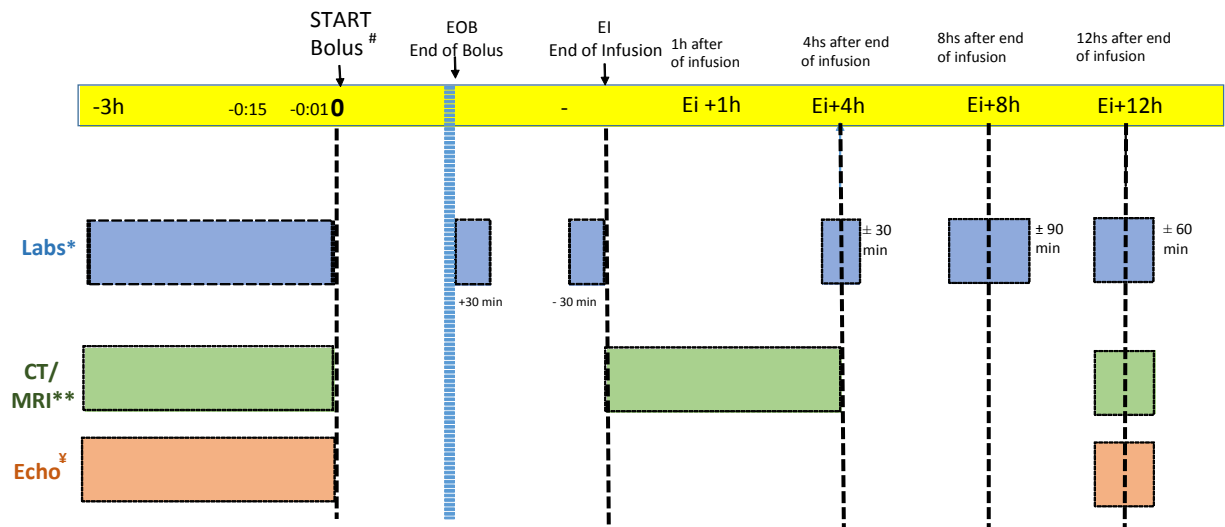 START
Bolus #
EOB
End of Bolus
EI
End of Infusion
1h after
of infusion
4hs after end
of infusion
8hs after end
of infusion
12hs after end
of infusion
-3h -0:15 -0:01 0 - Ei +1h Ei+4h Ei+8h Ei+12h
Labs*
+30 min
- 30 min
± 30
min
± 90
min
± 60
min
CT/
MRI**
Echo¥